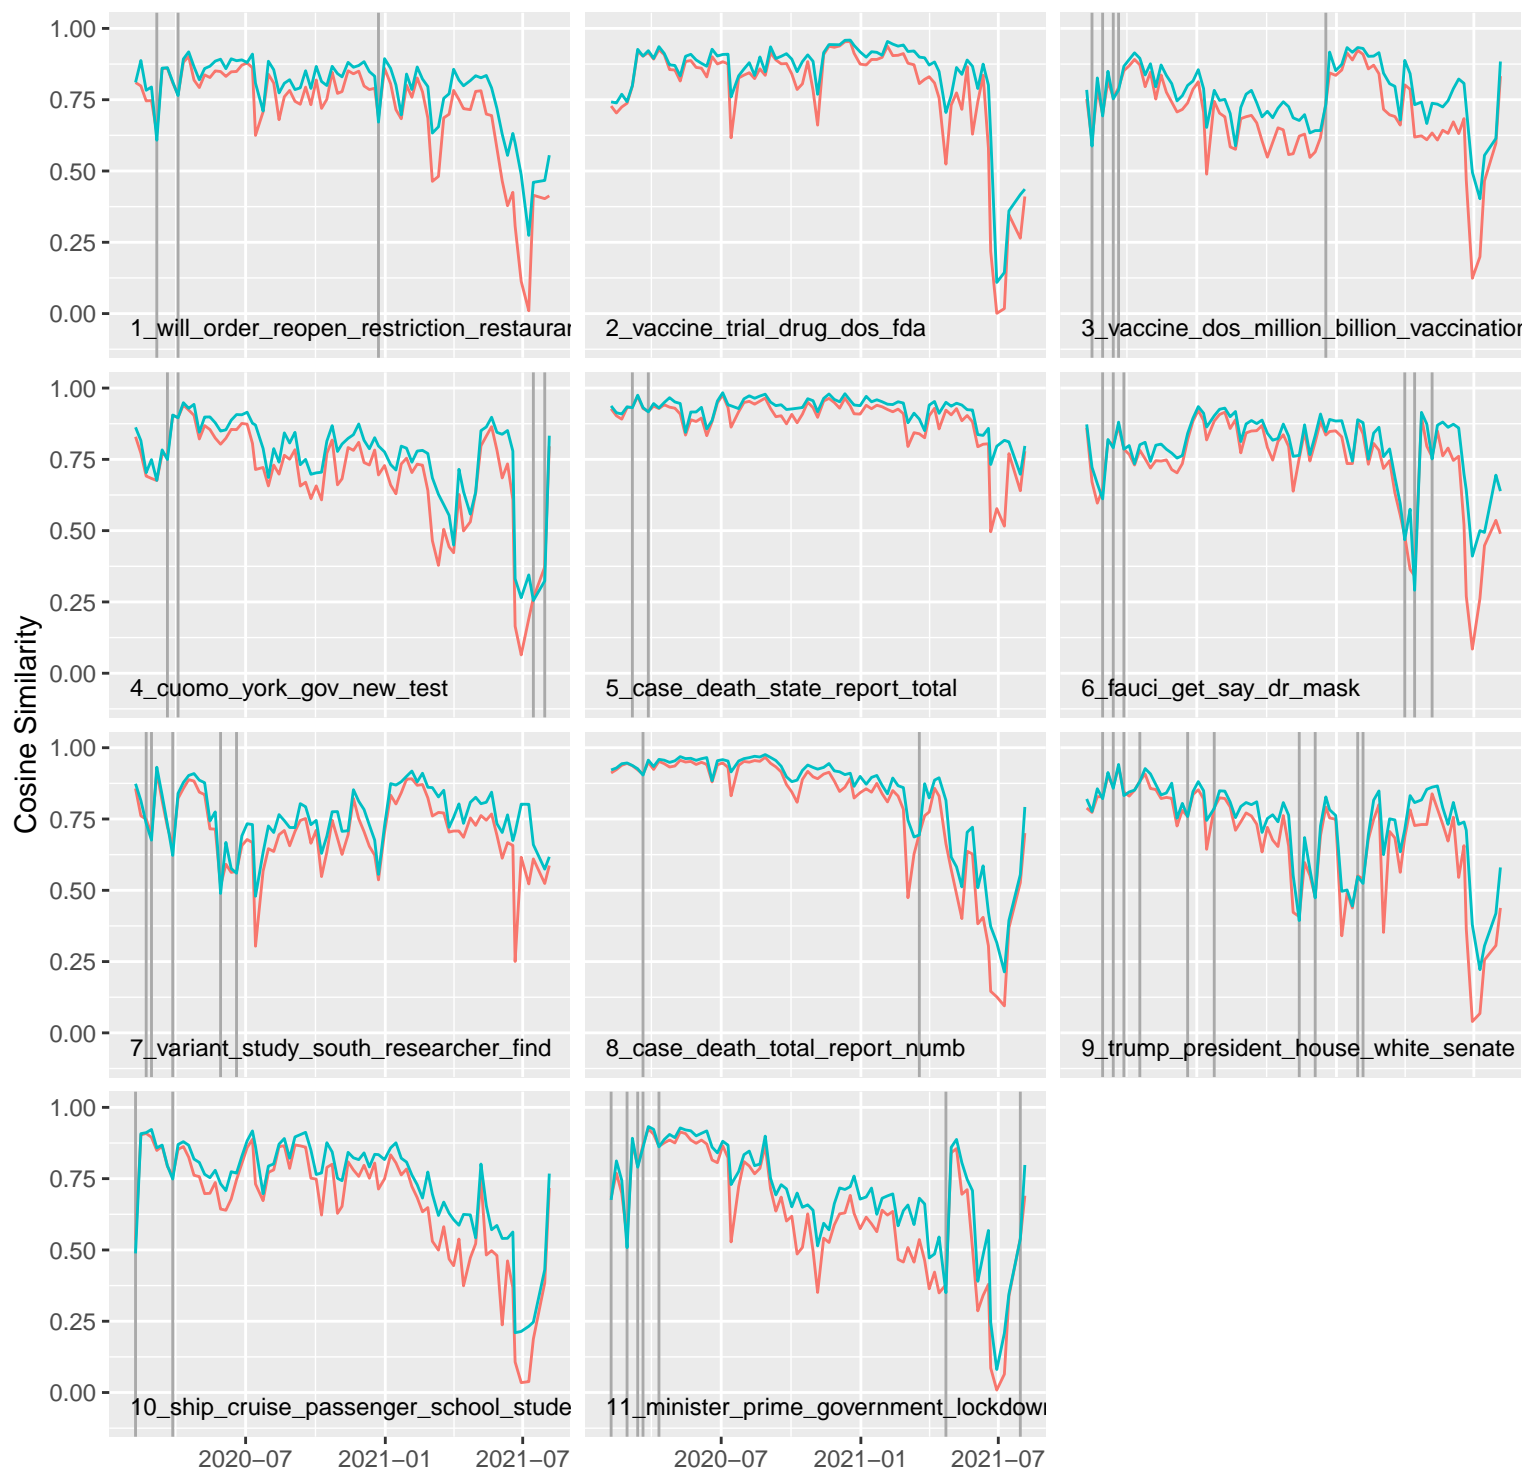 1.00
0.75
0.50
0.25
0.00
1_will_order_reopen_restriction_restauran
2_vaccine_trial_drug_dos_fda
3_vaccine_dos_million_billion_vaccination
1.00
0.75
0.50
0.25
0.00
4_cuomo_york_gov_new_test
5_case_death_state_report_total
6_fauci_get_say_dr_mask
Cosine Similarity
1.00
0.75
0.50
0.25
0.00
7_variant_study_south_researcher_find
8_case_death_total_report_numb
9_trump_president_house_white_senate
1.00
0.75
0.50
0.25
0.00
10_ship_cruise_passenger_school_stude
11_minister_prime_government_lockdown
2020−07 2021−01 2021−07
2020−07 2021−01 2021−07